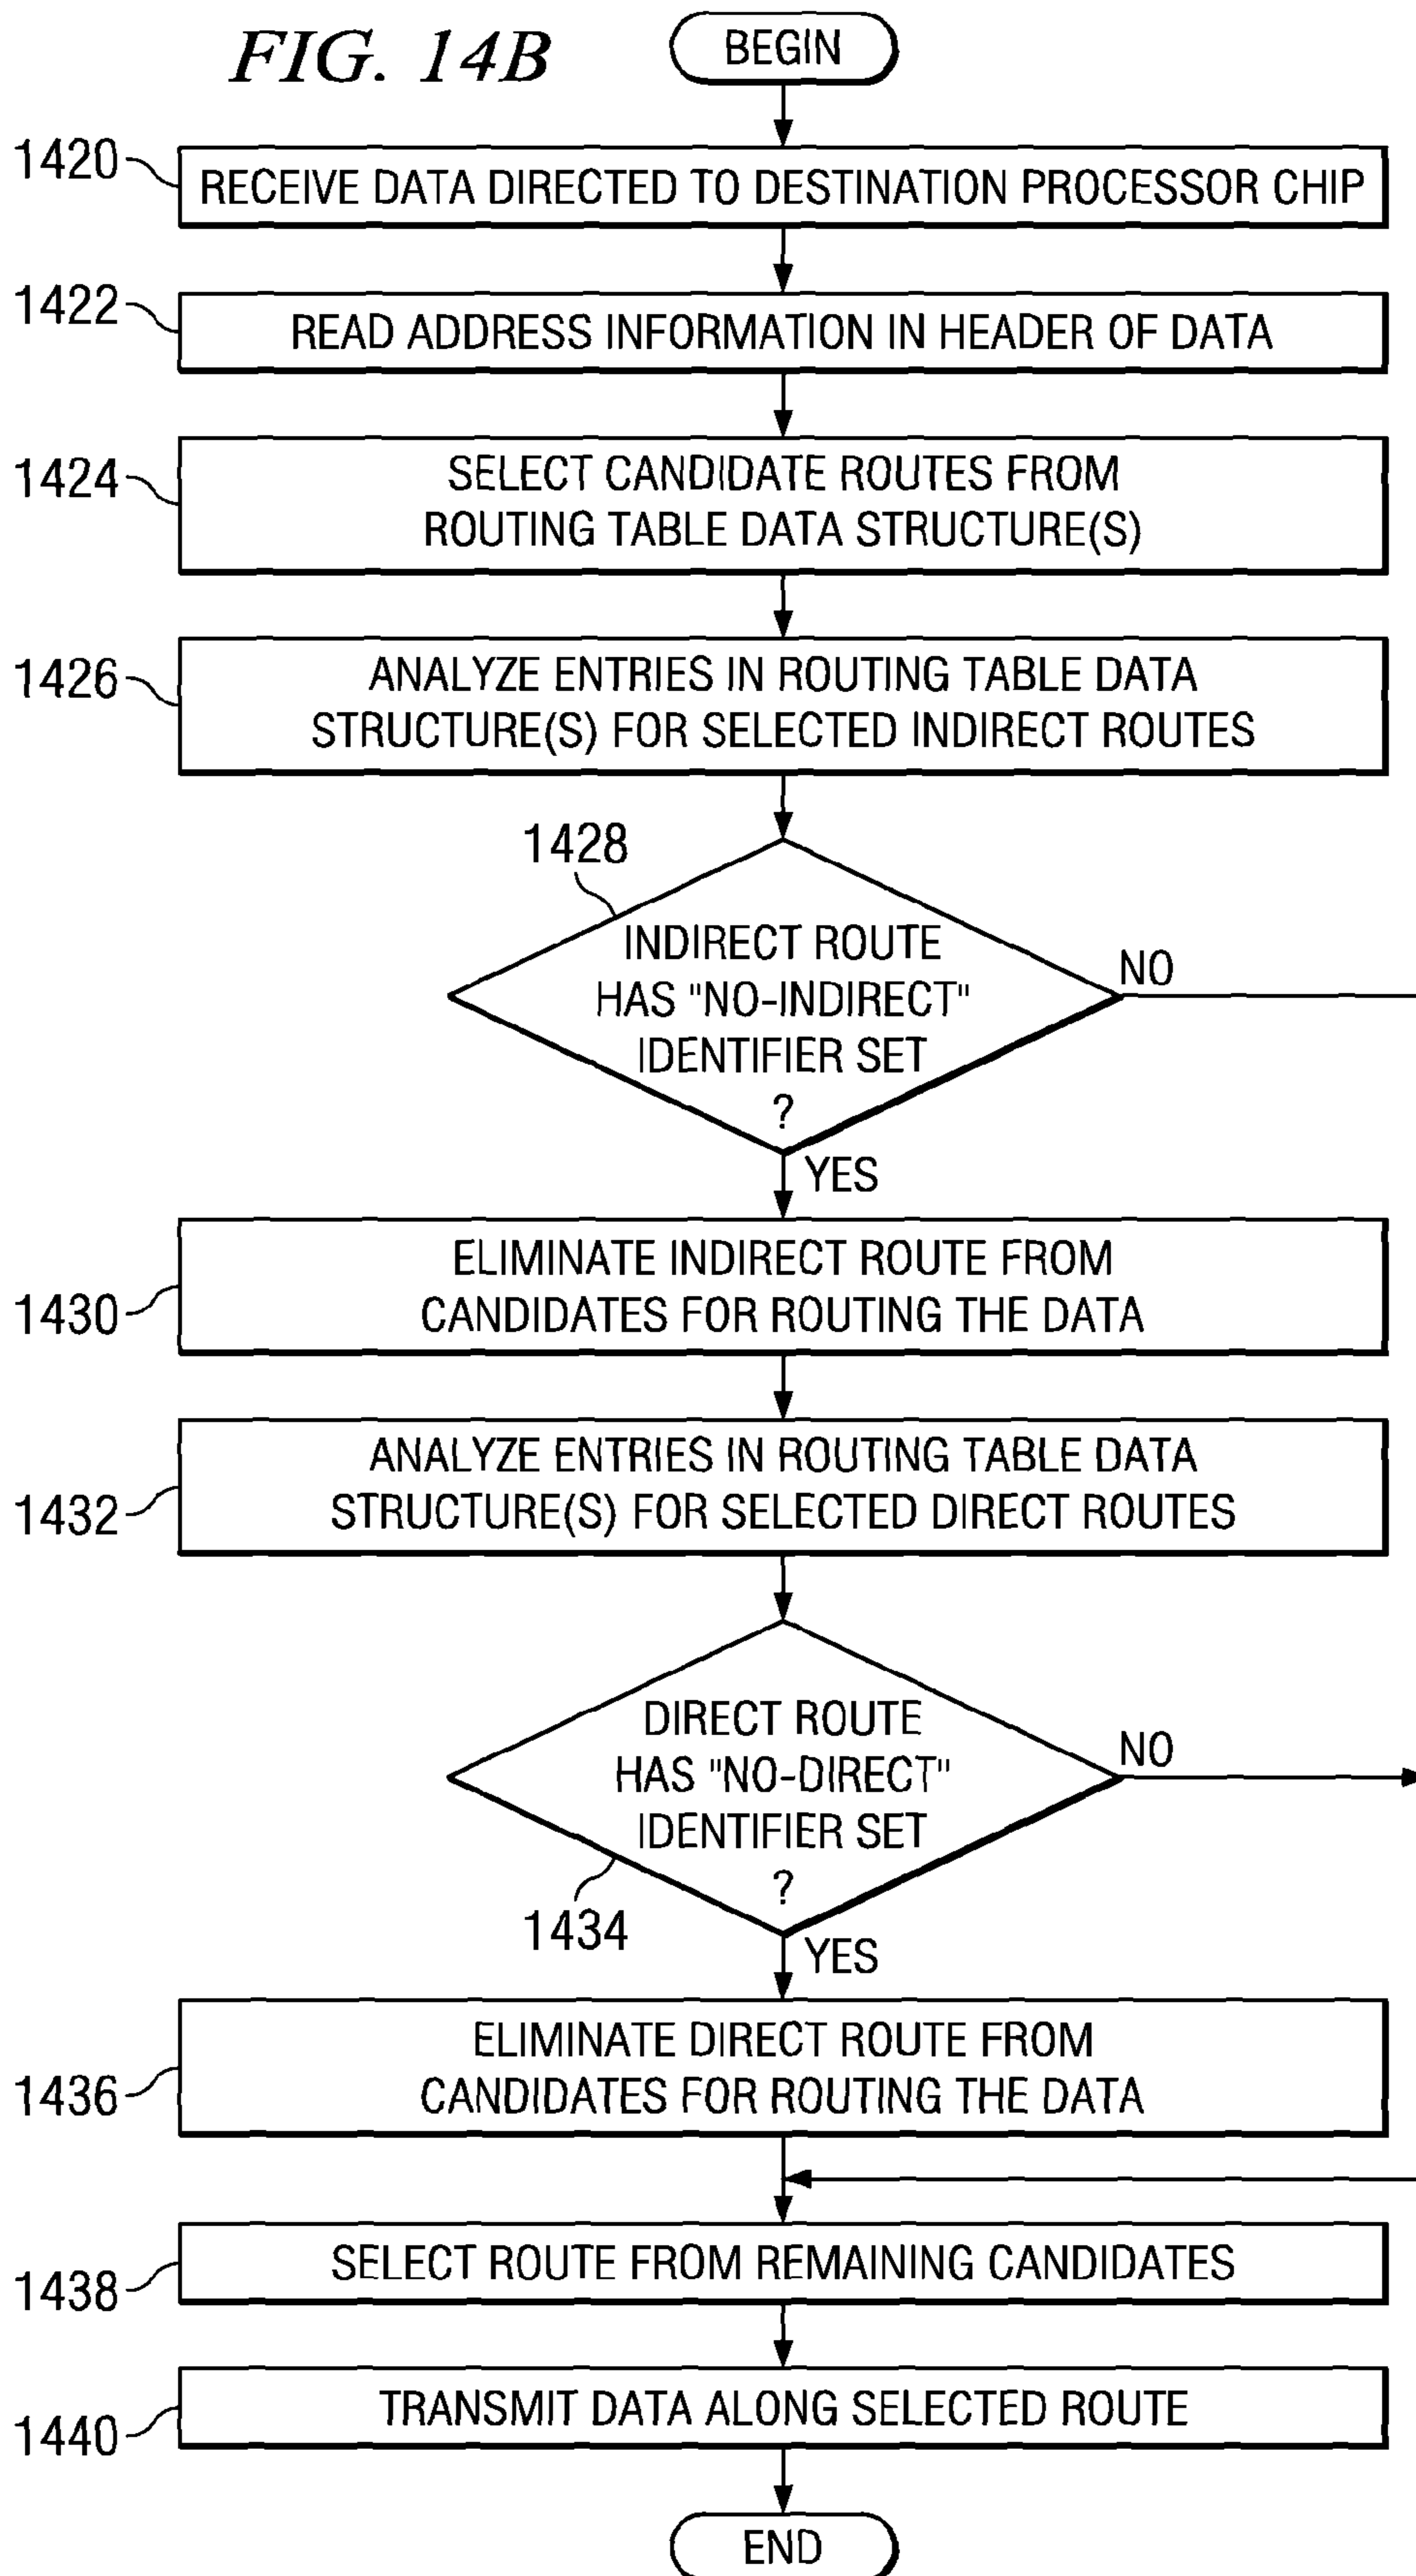 FIG. 14B
BEGIN
1420
RECEIVE DATA DIRECTED TO DESTINATION PROCESSOR CHIP
1422
READ ADDRESS INFORMATION IN HEADER OF DATA
1424
SELECT CANDIDATE ROUTES FROM
ROUTING TABLE DATA STRUCTURE(S)
1426
ANALYZE ENTRIES IN ROUTING TABLE DATA
STRUCTURE(S) FOR SELECTED INDIRECT ROUTES
1428
INDIRECT ROUTE
HAS "NO-INDIRECT"
IDENTIFIER SET
?
NO
YES
1430
ELIMINATE INDIRECT ROUTE FROM
CANDIDATES FOR ROUTING THE DATA
1432
ANALYZE ENTRIES IN ROUTING TABLE DATA
STRUCTURE(S) FOR SELECTED DIRECT ROUTES
DIRECT ROUTE
HAS "NO-DIRECT"
IDENTIFIER SET
?
NO
1434
YES
1436
ELIMINATE DIRECT ROUTE FROM
CANDIDATES FOR ROUTING THE DATA
1438
SELECT ROUTE FROM REMAINING CANDIDATES
1440
TRANSMIT DATA ALONG SELECTED ROUTE
END